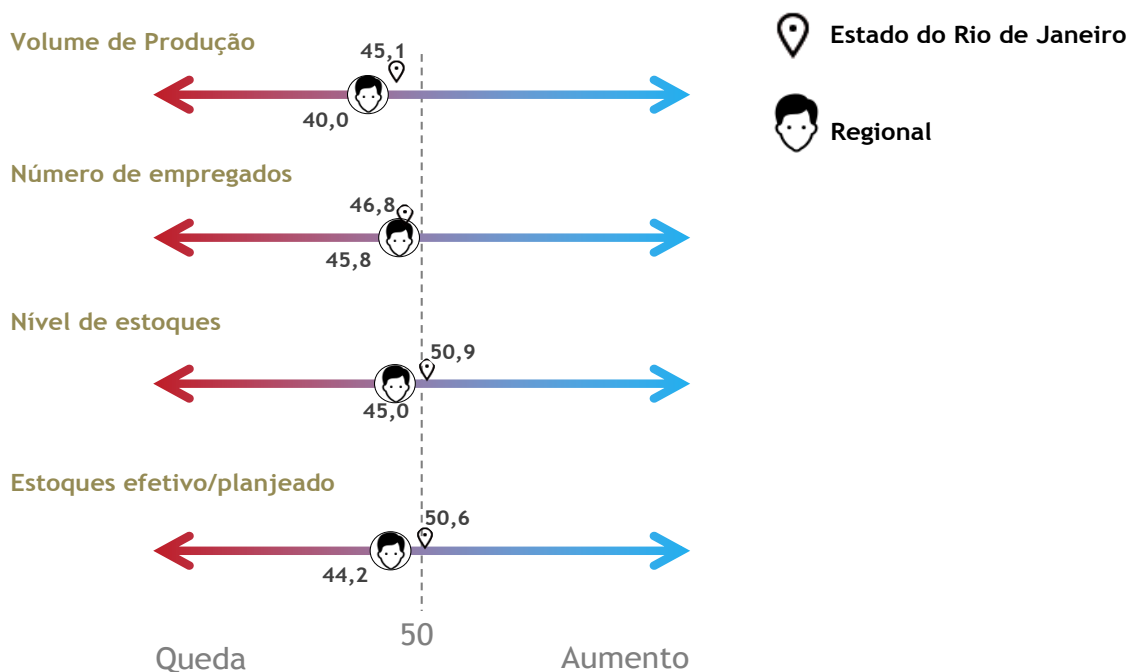 Volume de Produção
45,1
40,0
Número de empregados
46,8
45,8
Nível de estoques
50,9
45,0
Estoques efetivo/planjeado
50,6
44,2
50
Queda
Aumento
Estado do Rio de Janeiro
Regional